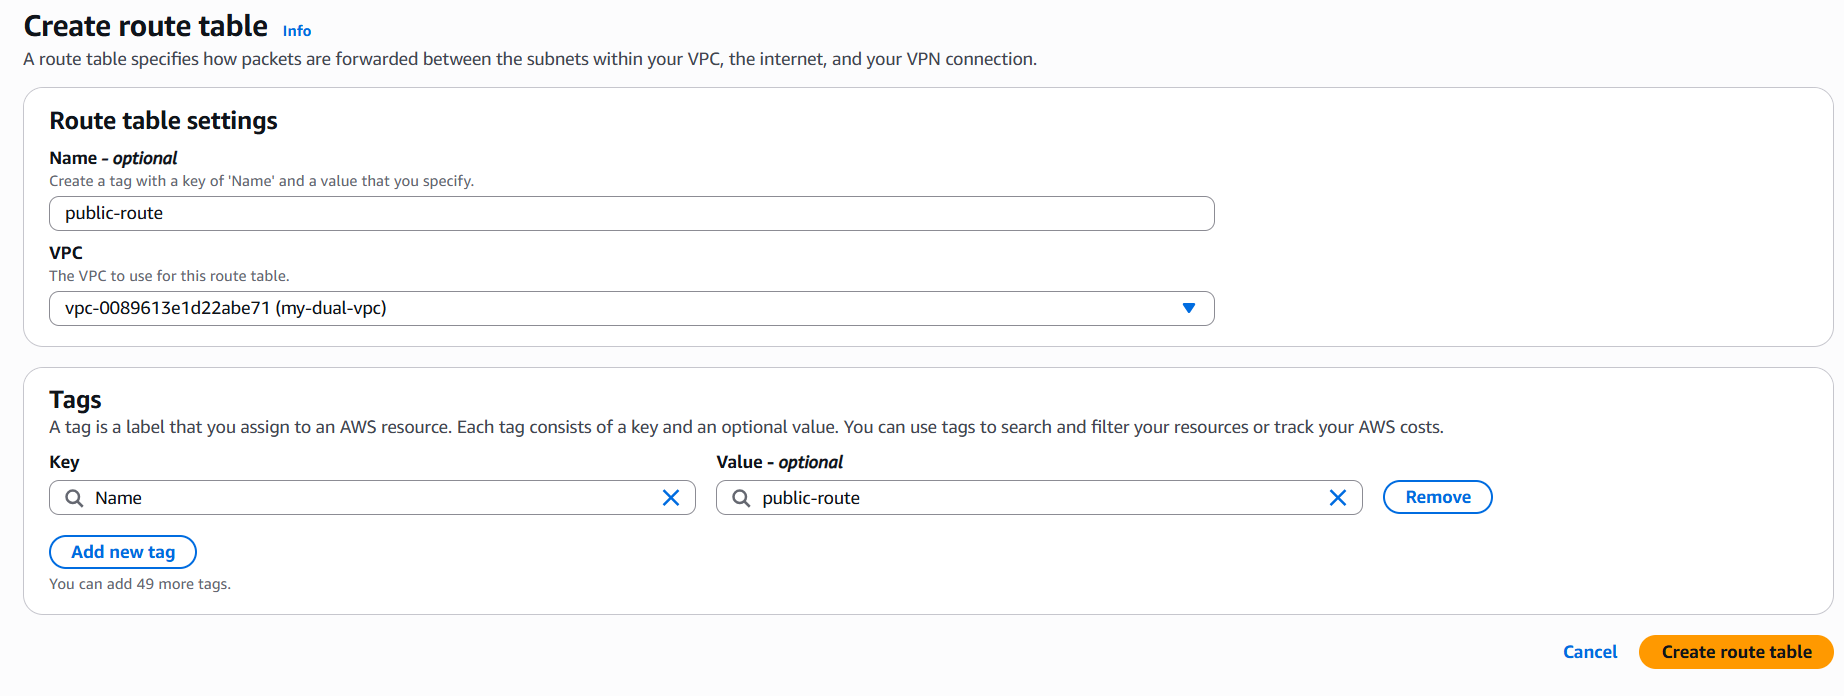 Create route table Info
A route table specifies how packets are forwarded between the subnets within your VPC, the internet, and your VPN connection.
Route table settings
Name - optional
Create a tag with a key of 'Name' and a value that you specify.
public-route
VPC
The VPC to use for this route table.
vpc-0089613e1d22abe71 (my-dual-vpc)
Tags
A tag is a label that you assign to an AWS resource. Each tag consists of a key and an optional value. You can use tags to search and filter your resources or track your AWS costs.
Key Value - optional
Name public-route Remove
Add new tag
You can add 49 more tags.
Cancel Create route table